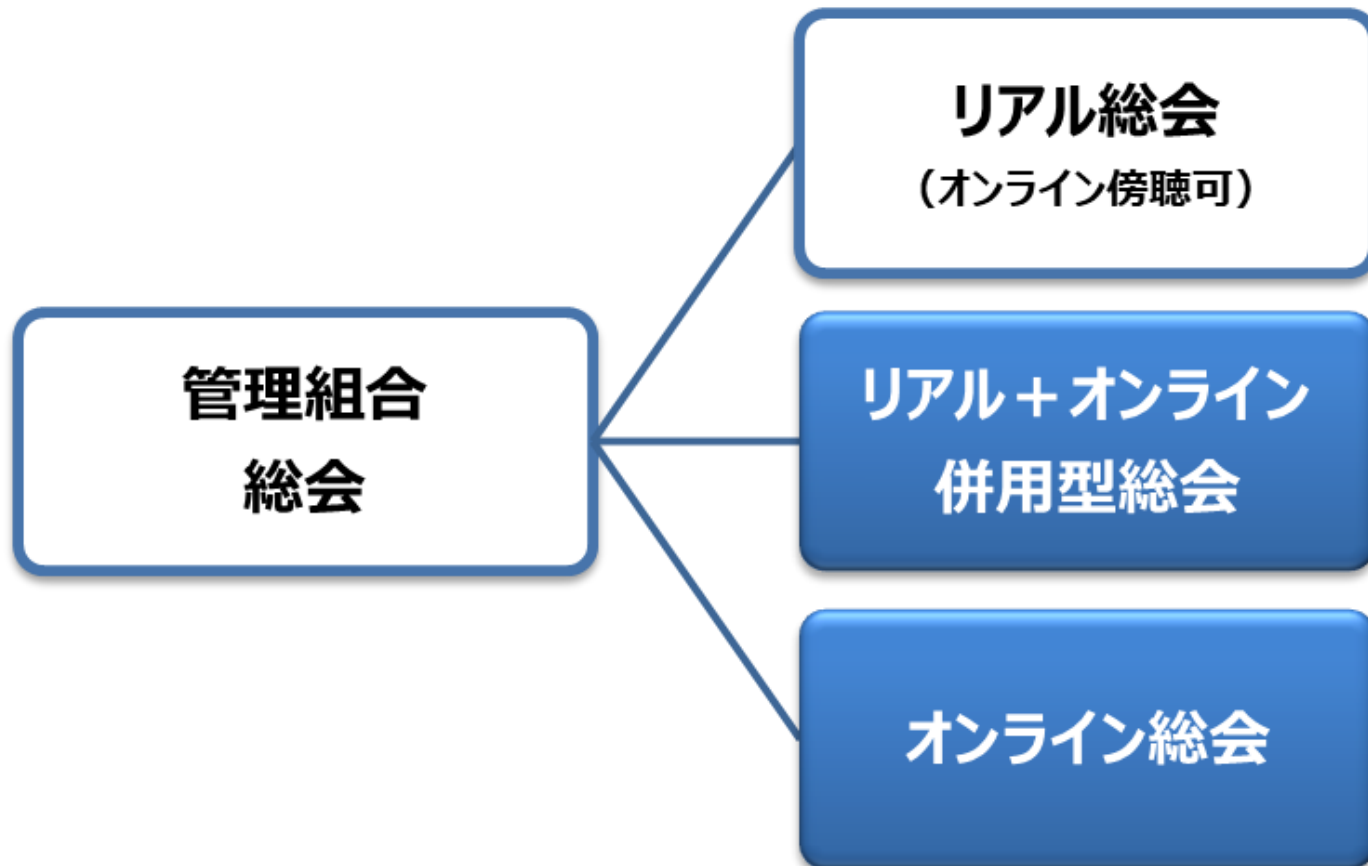 リアル総会
（オンライン傍聴可）
管理組合
総会
リアル＋オンライン
併用型総会
オンライン総会